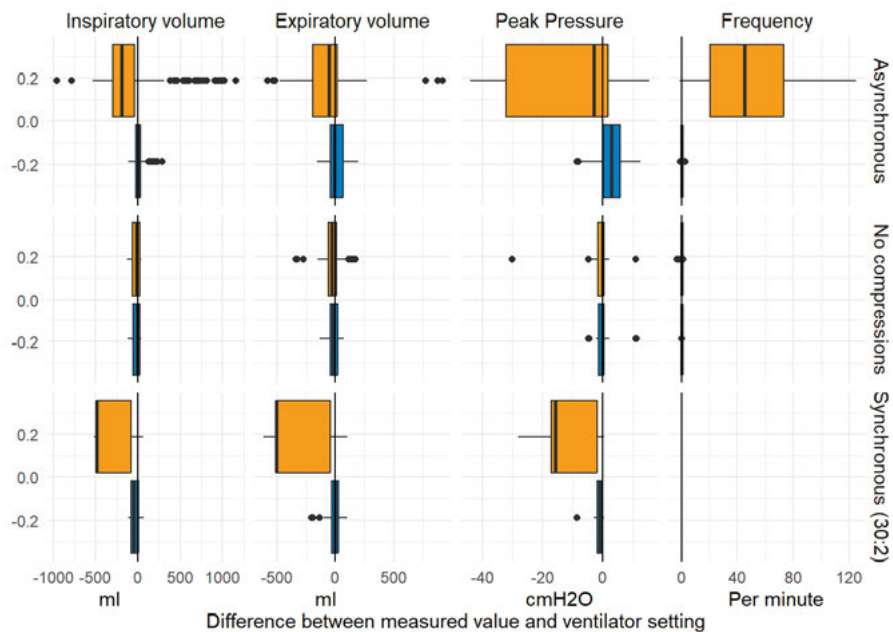 Inspiratory volume Expiratory volume Peak Pressure Frequency
0.2
0.0
-0.2
Asynchronous
0.2
0.0
-0.2
No compressions
0.2
0.0
-0.2
Synchronous (30:2)
-1000 -500 0 500 1000 -500 0 500 -40 -20 0 0 40 80 120
ml ml cmH2O Per minute
Difference between measured value and ventilator setting